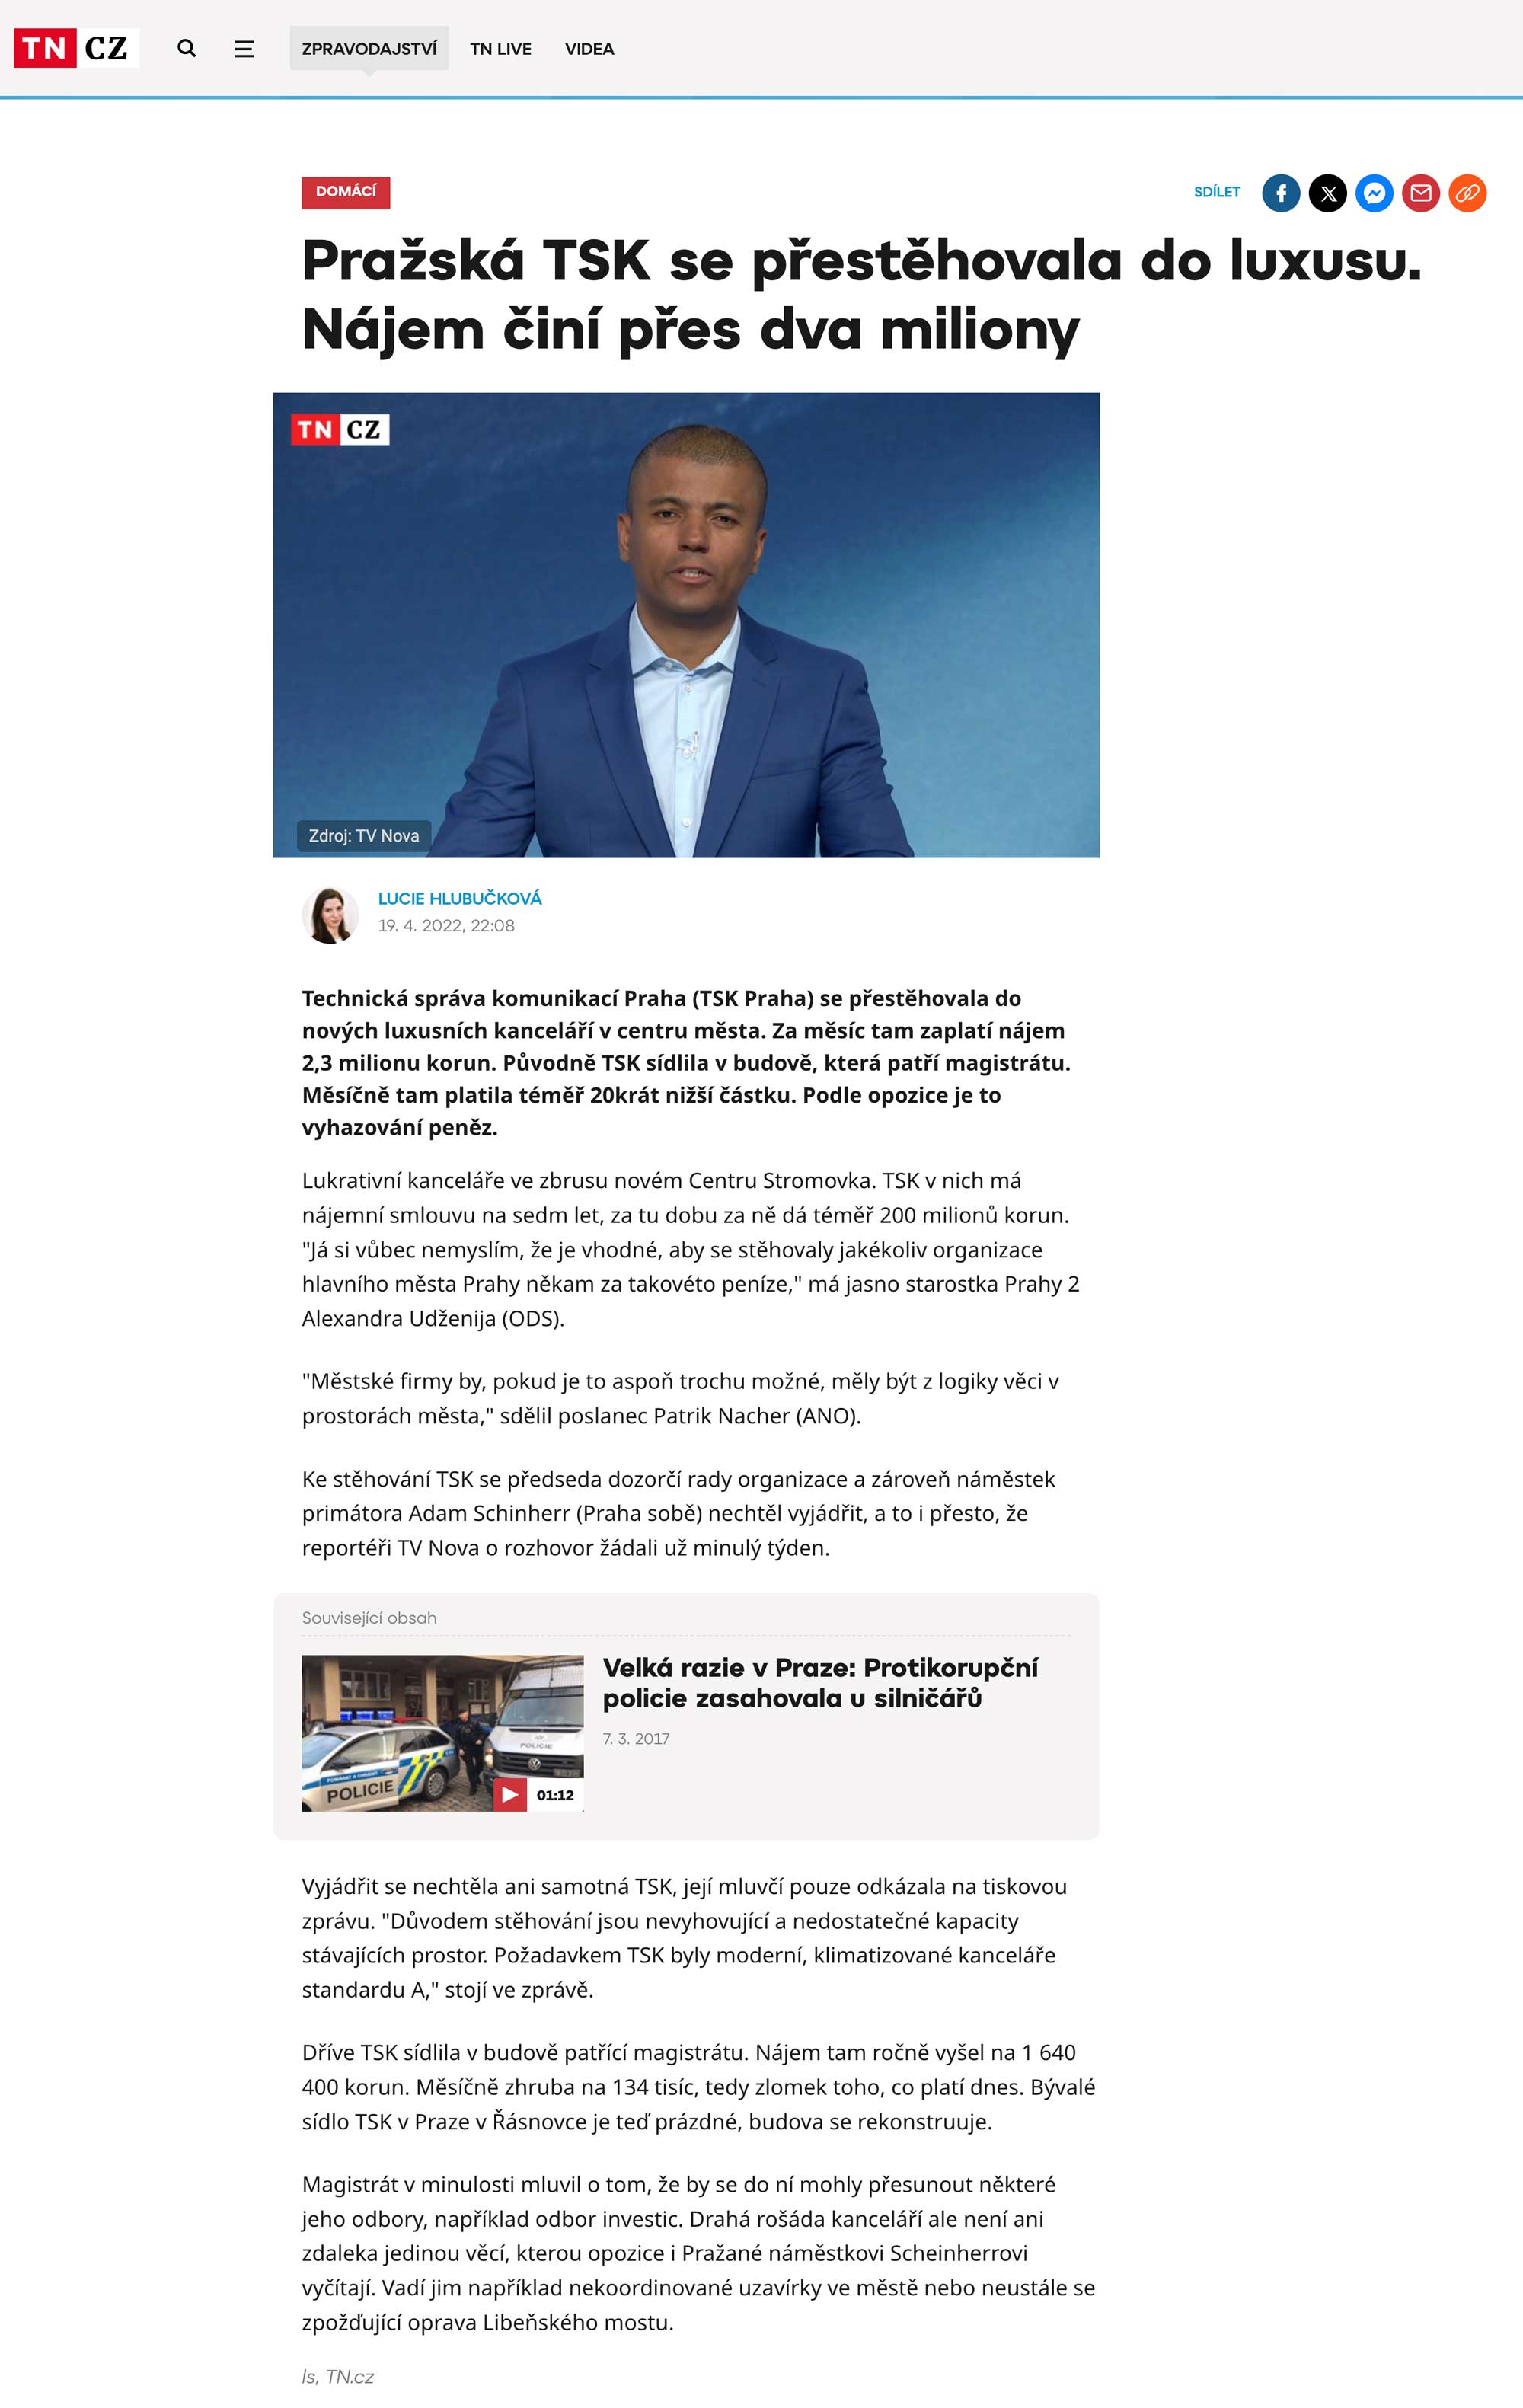 TN CZ
ZPRAVODAJSTVÍ
TN LIVE
VIDEA
DOMÁCÍ
SDÍLET
Pražská TSK se přestěhovala do luxusu.
Nájem činí přes dva miliony
TN CZ
Zdroj: TV Nova
LUCIE HLUBUČKOVÁ
19. 4. 2022, 22:08
Technická správa komunikací Praha (TSK Praha) se přestěhovala do
nových luxusních kanceláří v centru města. Za měsíc tam zaplatí nájem
2,3 milionu korun. Původně TSK sídlila v budově, která patří magistrátu.
Měsíčně tam platila téměř 20krát nižší částku. Podle opozice je to
vyhazování peněz.
Lukrativní kanceláře ve zbrusu novém Centru Stromovka. TSK v nich má
nájemní smlouvu na sedm let, za tu dobu za ně dá téměř 200 milionů korun.
"Já si vůbec nemyslím, že je vhodné, aby se stěhovaly jakékoliv organizace
hlavního města Prahy někam za takovéto peníze," má jasno starostka Prahy 2
Alexandra Udženija (ODS).
"Městské firmy by, pokud je to aspoň trochu možné, měly být z logiky věci v
prostorách města," sdělil poslanec Patrik Nacher (ANO).
Ke stěhování TSK se předseda dozorčí rady organizace a zároveň náměstek
primátora Adam Schinherr (Praha sobě) nechtěl vyjádřit, a to i přesto, že
reportéři TV Nova o rozhovor žádali už minulý týden.
Související obsah
Velká razie v Praze: Protikorupční
policie zasahovala u silničářů
7. 3. 2017
POLICIE
POMÁHAT A CHRÁNIT
POLICIE
01:12
Vyjádřit se nechtěla ani samotná TSK, její mluvčí pouze odkázala na tiskovou
zprávu. "Důvodem stěhování jsou nevyhovující a nedostatečné kapacity
stávajících prostor. Požadavkem TSK byly moderní, klimatizované kanceláře
standardu A," stojí ve zprávě.
Dříve TSK sídlila v budově patřící magistrátu. Nájem tam ročně vyšel na 1 640
400 korun. Měsíčně zhruba na 134 tisíc, tedy zlomek toho, co platí dnes. Bývalé
sídlo TSK v Praze v Řásnovce je teď prázdné, budova se rekonstruuje.
Magistrát v minulosti mluvil o tom, že by se do ní mohly přesunout některé
jeho odbory, například odbor investic. Drahá rošáda kanceláří ale není ani
zdaleka jedinou věcí, kterou opozice i Pražané náměstkovi Scheinherrovi
vyčítají. Vadí jim například nekoordinované uzavírky ve městě nebo neustále se
zpožďující oprava Libeňského mostu.
ls, TN.cz